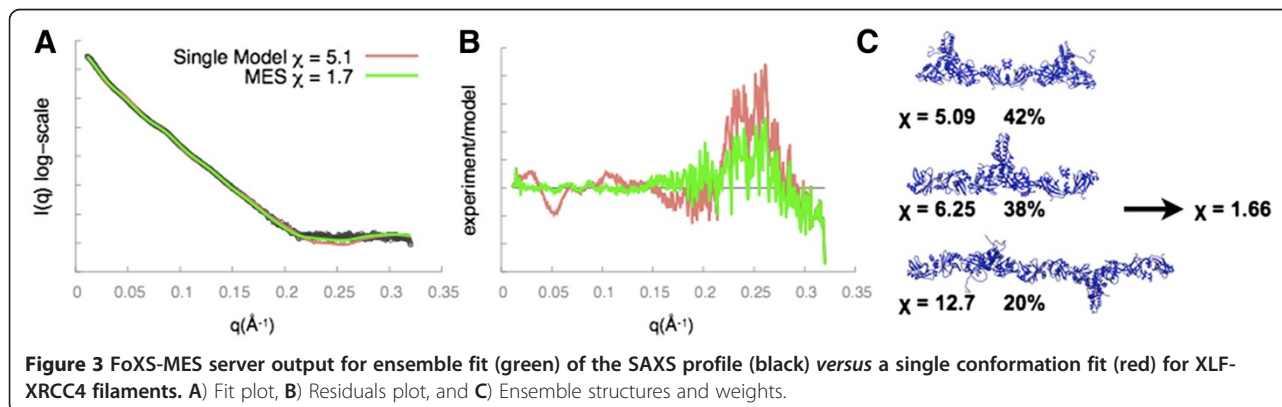 A
Single Model χ = 5.1
MES χ = 1.7
I(q) log−scale
0 0.05 0.1 0.15 0.2 0.25 0.3 0.35
q(Å-1)
B
experiment/model
0 0.05 0.1 0.15 0.2 0.25 0.3 0.35
q(Å-1)
C
χ = 5.09 42%
χ = 6.25 38%
χ = 1.66
χ = 12.7 20%
Figure 3 FoXS-MES server output for ensemble fit (green) of the SAXS profile (black) versus a single conformation fit (red) for XLF-
XRCC4 filaments. A) Fit plot, B) Residuals plot, and C) Ensemble structures and weights.